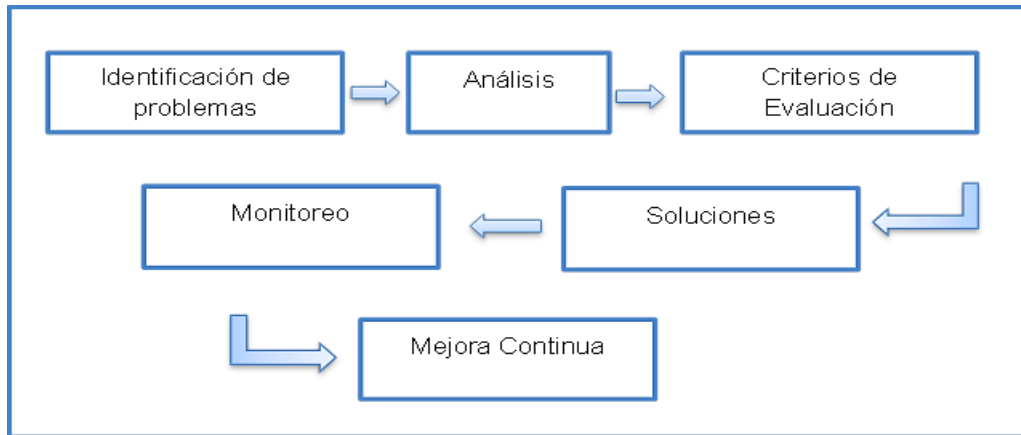 Identificación de
problemas
Análisis
Criterios de
Evaluación
Soluciones
Monitoreo
Mejora Continua